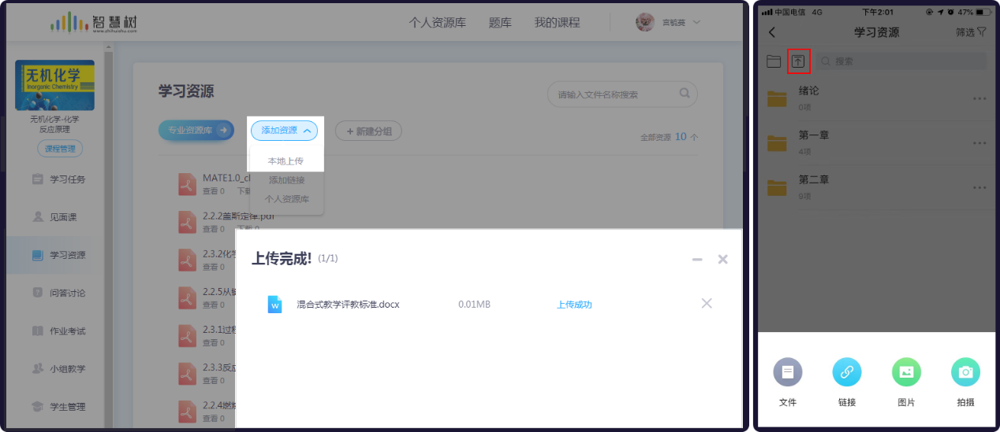 智慧树
www.zhihuishu.com
个人资源库
题库
我的课程
宫毓英
无机化学
Inorganic Chemistry
无机化学-化学
反应原理
课程管理
学习任务
见面课
学习资源
问答讨论
作业考试
小组教学
学生管理
学习资源
请输入文件名称搜索
专业资源库
添加资源
+ 新建分组
全部资源 10 个
本地上传
添加链接
个人资源库
MATE1.0_cl
查看 0 下载
2.2.2盖斯定律.pdf
查看 0 下载 0
2.3.2化学
查看 0
2.2.5从
查看 0
2.3.1过程
查看 0
2.3.3反应
查看 0
2.2.4燃烧
查看 0
上传完成! (1/1)
混合式教学评教标准.docx
0.01MB
上传成功
中国电信 4G
下午2:01
47%
学习资源
筛选
搜索
绪论
0项
第一章
4项
第二章
9项
文件
链接
图片
拍摄